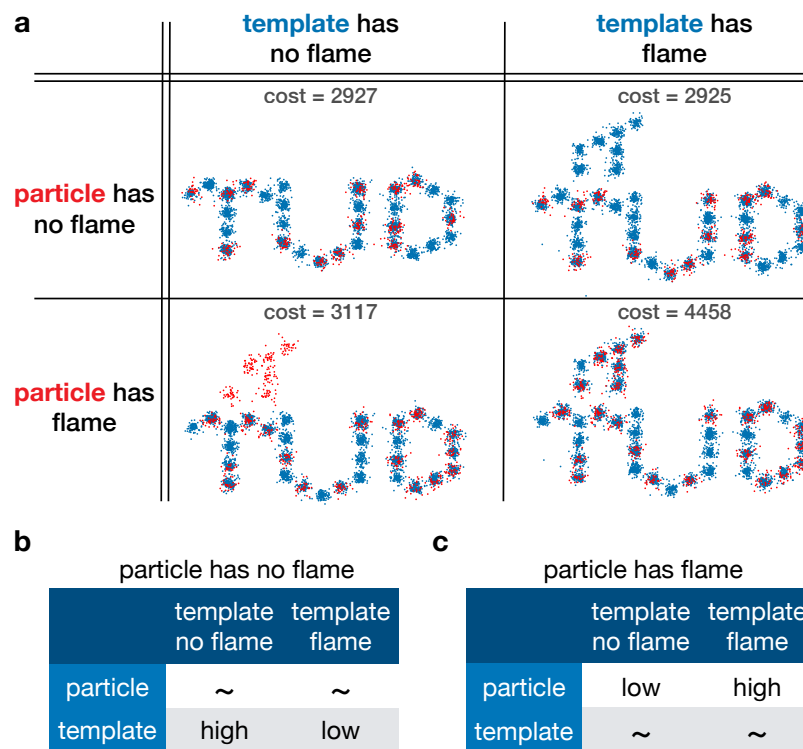 a
template has
no flame
template has
flame
cost = 2927
cost = 2925
particle has
no flame
cost = 3117
cost = 4458
particle has
flame
b
particle has no flame
template
no flame
template
flame
particle ~ ~
template high low
c
particle has flame
template
no flame
template
flame
particle low high
template ~ ~